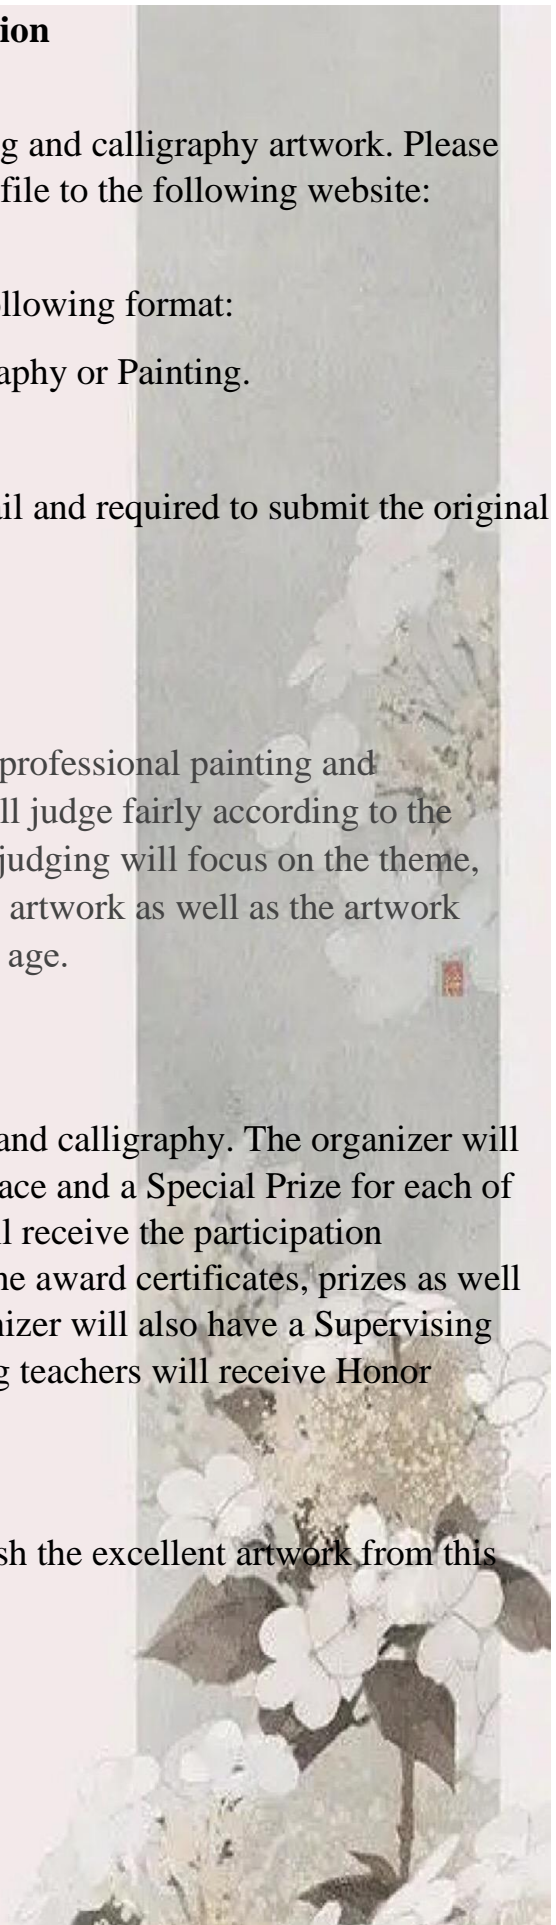 ion
g and calligraphy artwork. Please
file to the following website:
ollowing format:
aphy or Painting.
ail and required to submit the original
professional painting and
ll judge fairly according to the
judging will focus on the theme,
artwork as well as the artwork
age.
and calligraphy. The organizer will
ace and a Special Prize for each of
ll receive the participation
he award certificates, prizes as well
nizer will also have a Supervising
g teachers will receive Honor
sh the excellent artwork from this